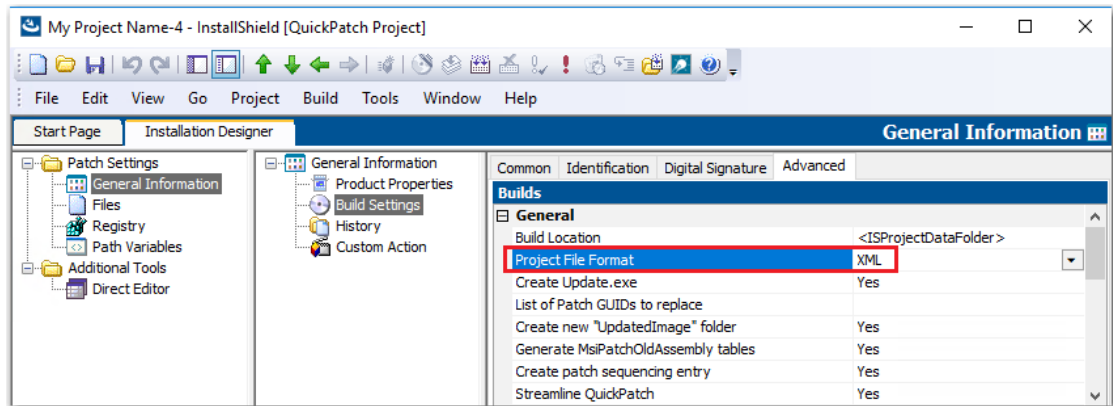 My Project Name-4 - InstallShield [QuickPatch Project]
File Edit View Go Project Build Tools Window Help
Start Page Installation Designer General Information
Patch Settings
General Information
Files
Registry
Path Variables
Additional Tools
Direct Editor
General Information
Product Properties
Build Settings
History
Custom Action
Common Identification Digital Signature Advanced
Builds
General
Build Location <ISProjectDataFolder>
Project File Format XML
Create Update.exe Yes
List of Patch GUIDs to replace
Create new "UpdatedImage" folder Yes
Generate MsiPatchOldAssembly tables Yes
Create patch sequencing entry Yes
Streamline QuickPatch Yes